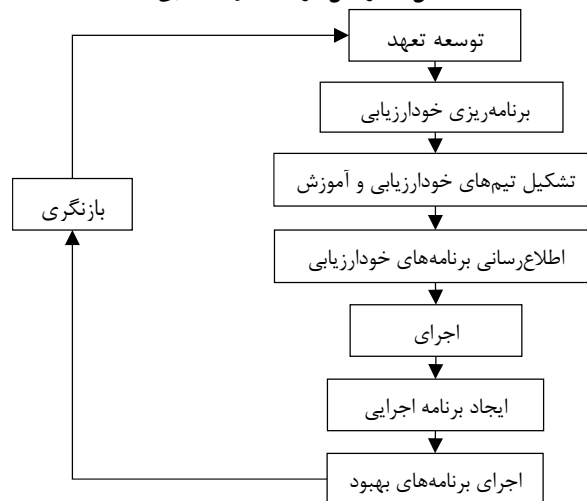 توسعه تعهد
برنامه‌ریزی خودارزیابی
تشکیل تیم‌های خودارزیابی و آموزش
بازنگری
اطلاع‌رسانی برنامه‌های خودارزیابی
اجرای
ایجاد برنامه اجرایی
اجرای برنامه‌های بهبود